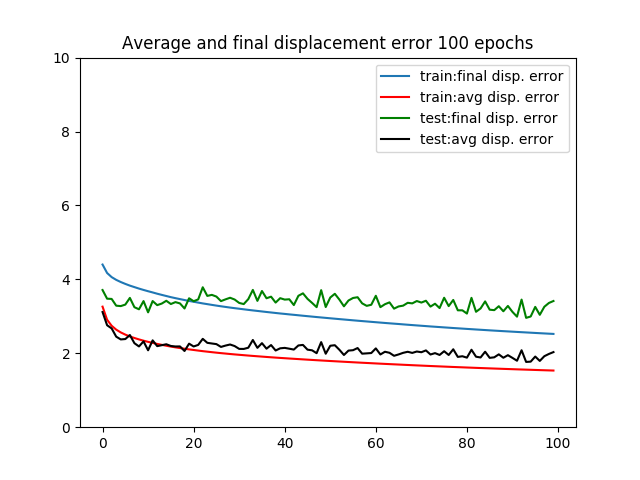 Average and final displacement error 100 epochs
train:final disp. error
train:avg disp. error
test:final disp. error
test:avg disp. error
10
8
6
4
2
0
0 20 40 60 80 100